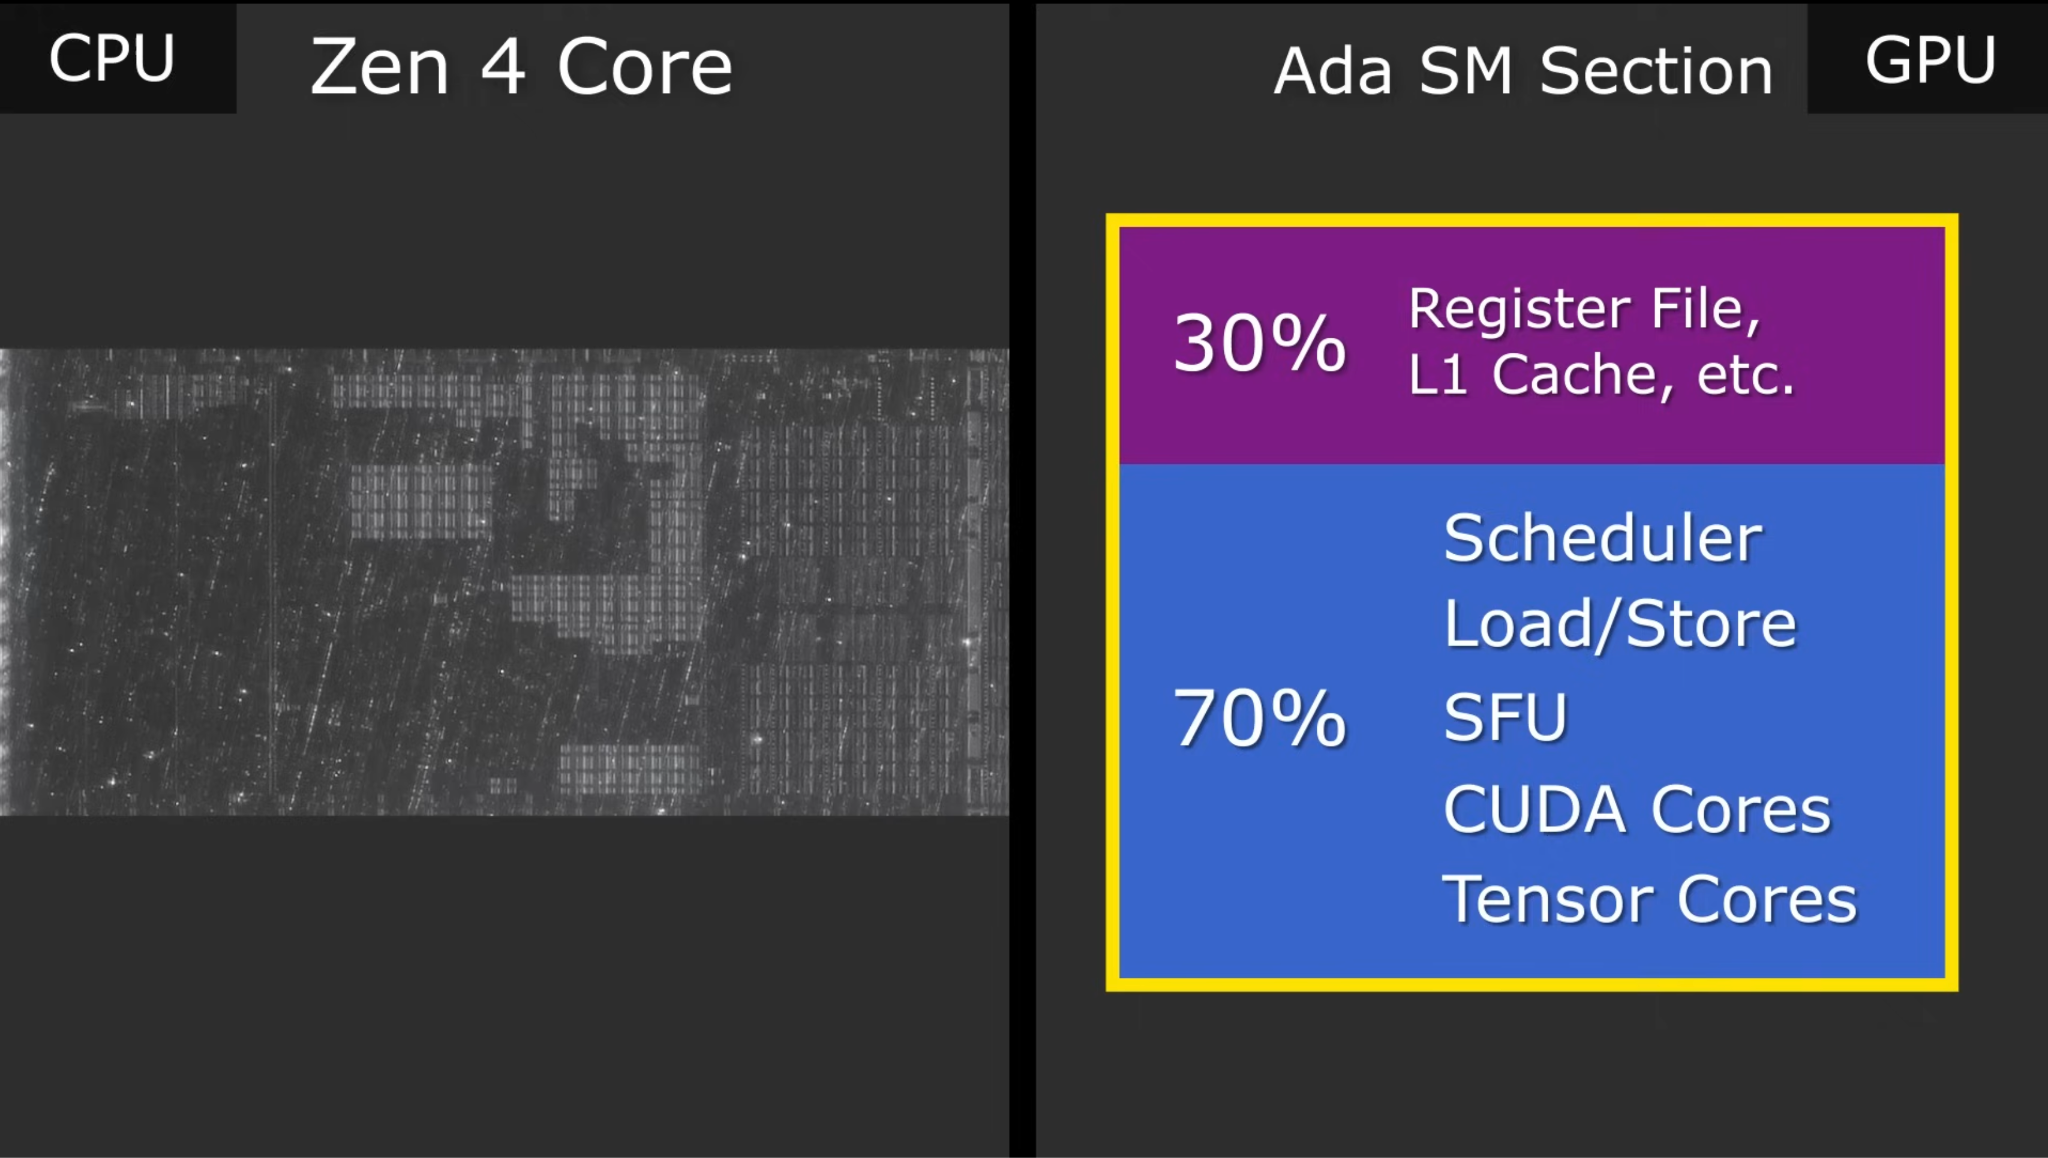 CPU
Zen 4 Core
Ada SM Section
GPU
30%
Register File,
L1 Cache, etc.
70%
Scheduler
Load/Store
SFU
CUDA Cores
Tensor Cores